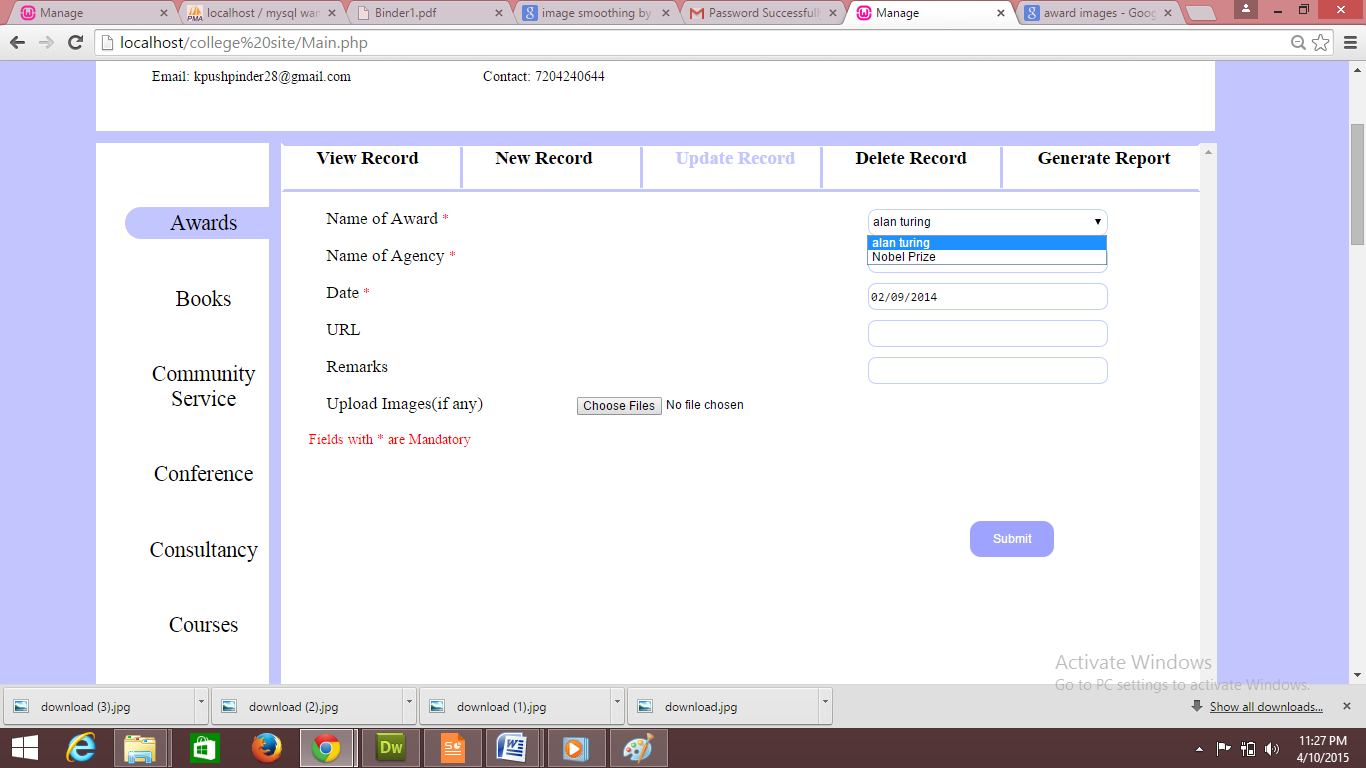 Manage
localhost / mysql wan
Binder1.pdf
image smoothing by
Password Successfull
Manage
award images - Goog
localhost/college%20site/Main.php
Email: kpushpinder28@gmail.com Contact: 7204240644
View Record New Record Update Record Delete Record Generate Report
Awards
Books
Community
Service
Conference
Consultancy
Courses
Name of Award * alan turing
alan turing
Nobel Prize
Name of Agency *
Date * 02/09/2014
URL
Remarks
Upload Images(if any) Choose Files No file chosen
Fields with * are Mandatory
Submit
Activate Windows
Go to PC settings to activate Windows.
download (3).jpg download (2).jpg download (1).jpg download.jpg Show all downloads...
Dw
11:27 PM
4/10/2015